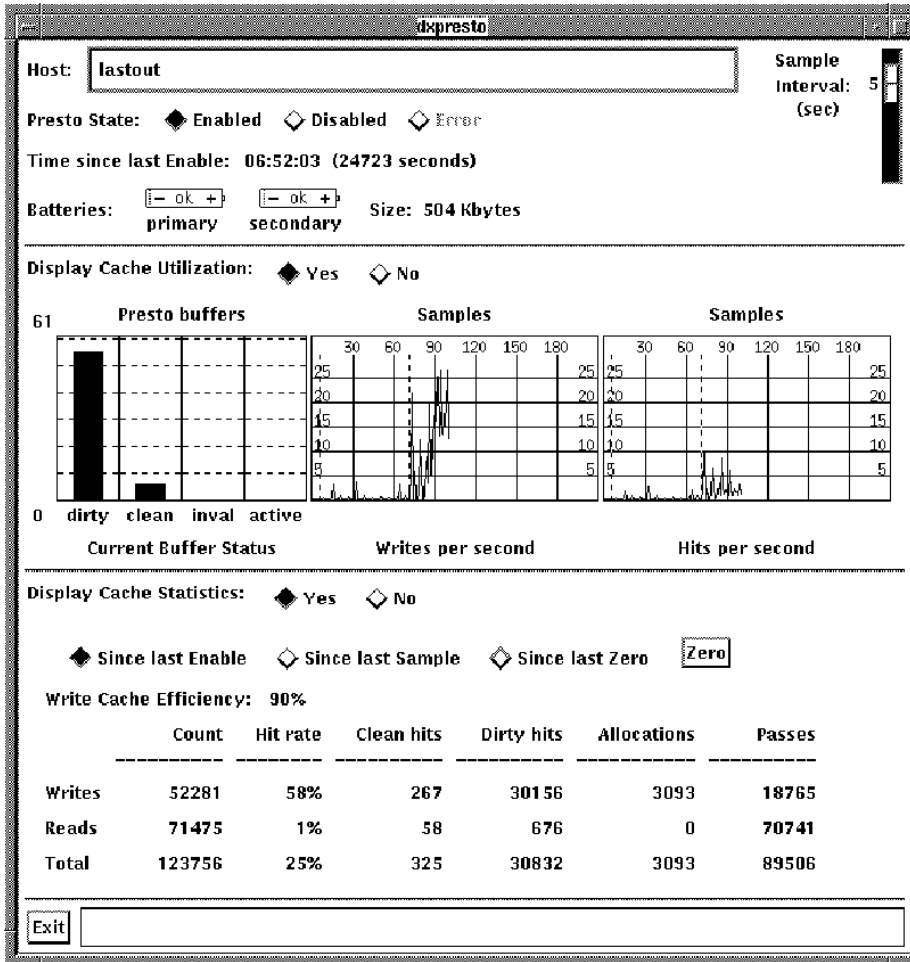 dxpresto
Host: lastout
Sample
Interval: 5
(sec)
Presto State: Enabled Disabled Error
Time since last Enable: 06:52:03 (24723 seconds)
Batteries: – ok + – ok + Size: 504 Kbytes
primary secondary
Display Cache Utilization: Yes No
61 Presto buffers Samples Samples
30 60 90 120 150 180 30 60 90 120 150 180
25 25 25 25
20 20 20 20
15 15 15 15
10 10 10 10
5 5 5 5
0 dirty clean inval active
Current Buffer Status Writes per second Hits per second
Display Cache Statistics: Yes No
Since last Enable Since last Sample Since last Zero Zero
Write Cache Efficiency: 90%
Count Hit rate Clean hits Dirty hits Allocations Passes
---------- -------- ---------- ---------- ----------- ----------
Writes 52281 58% 267 30156 3093 18765
Reads 71475 1% 58 676 0 70741
Total 123756 25% 325 30832 3093 89506
Exit